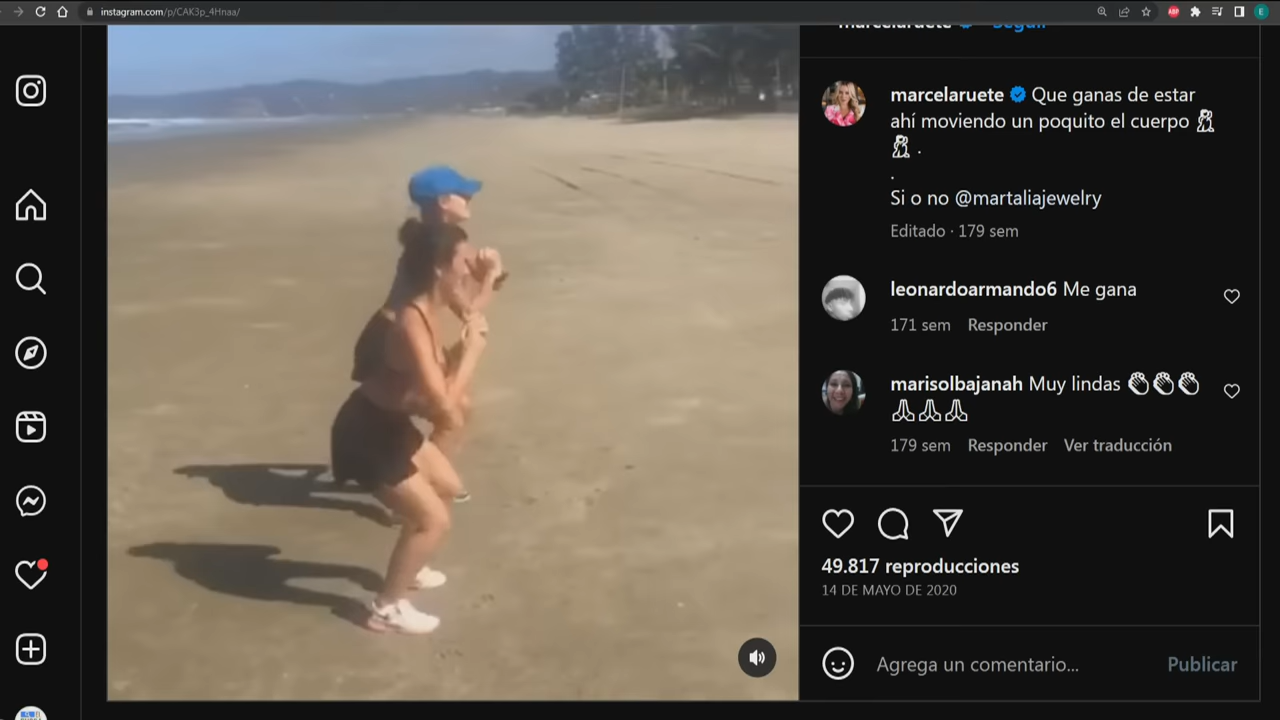 instagram.com/p/CAK3p_4Hnaa/
marcelaruete Seguir
marcelaruete Que ganas de estar
ahí moviendo un poquito el cuerpo
.
.
Si o no @martaliajewelry
Editado · 179 sem
leonardoarmando6 Me gana
171 sem Responder
marisolbajanah Muy lindas 👏👏👏
🙏🙏🙏
179 sem Responder Ver traducción
49.817 reproducciones
14 DE MAYO DE 2020
Agrega un comentario... Publicar